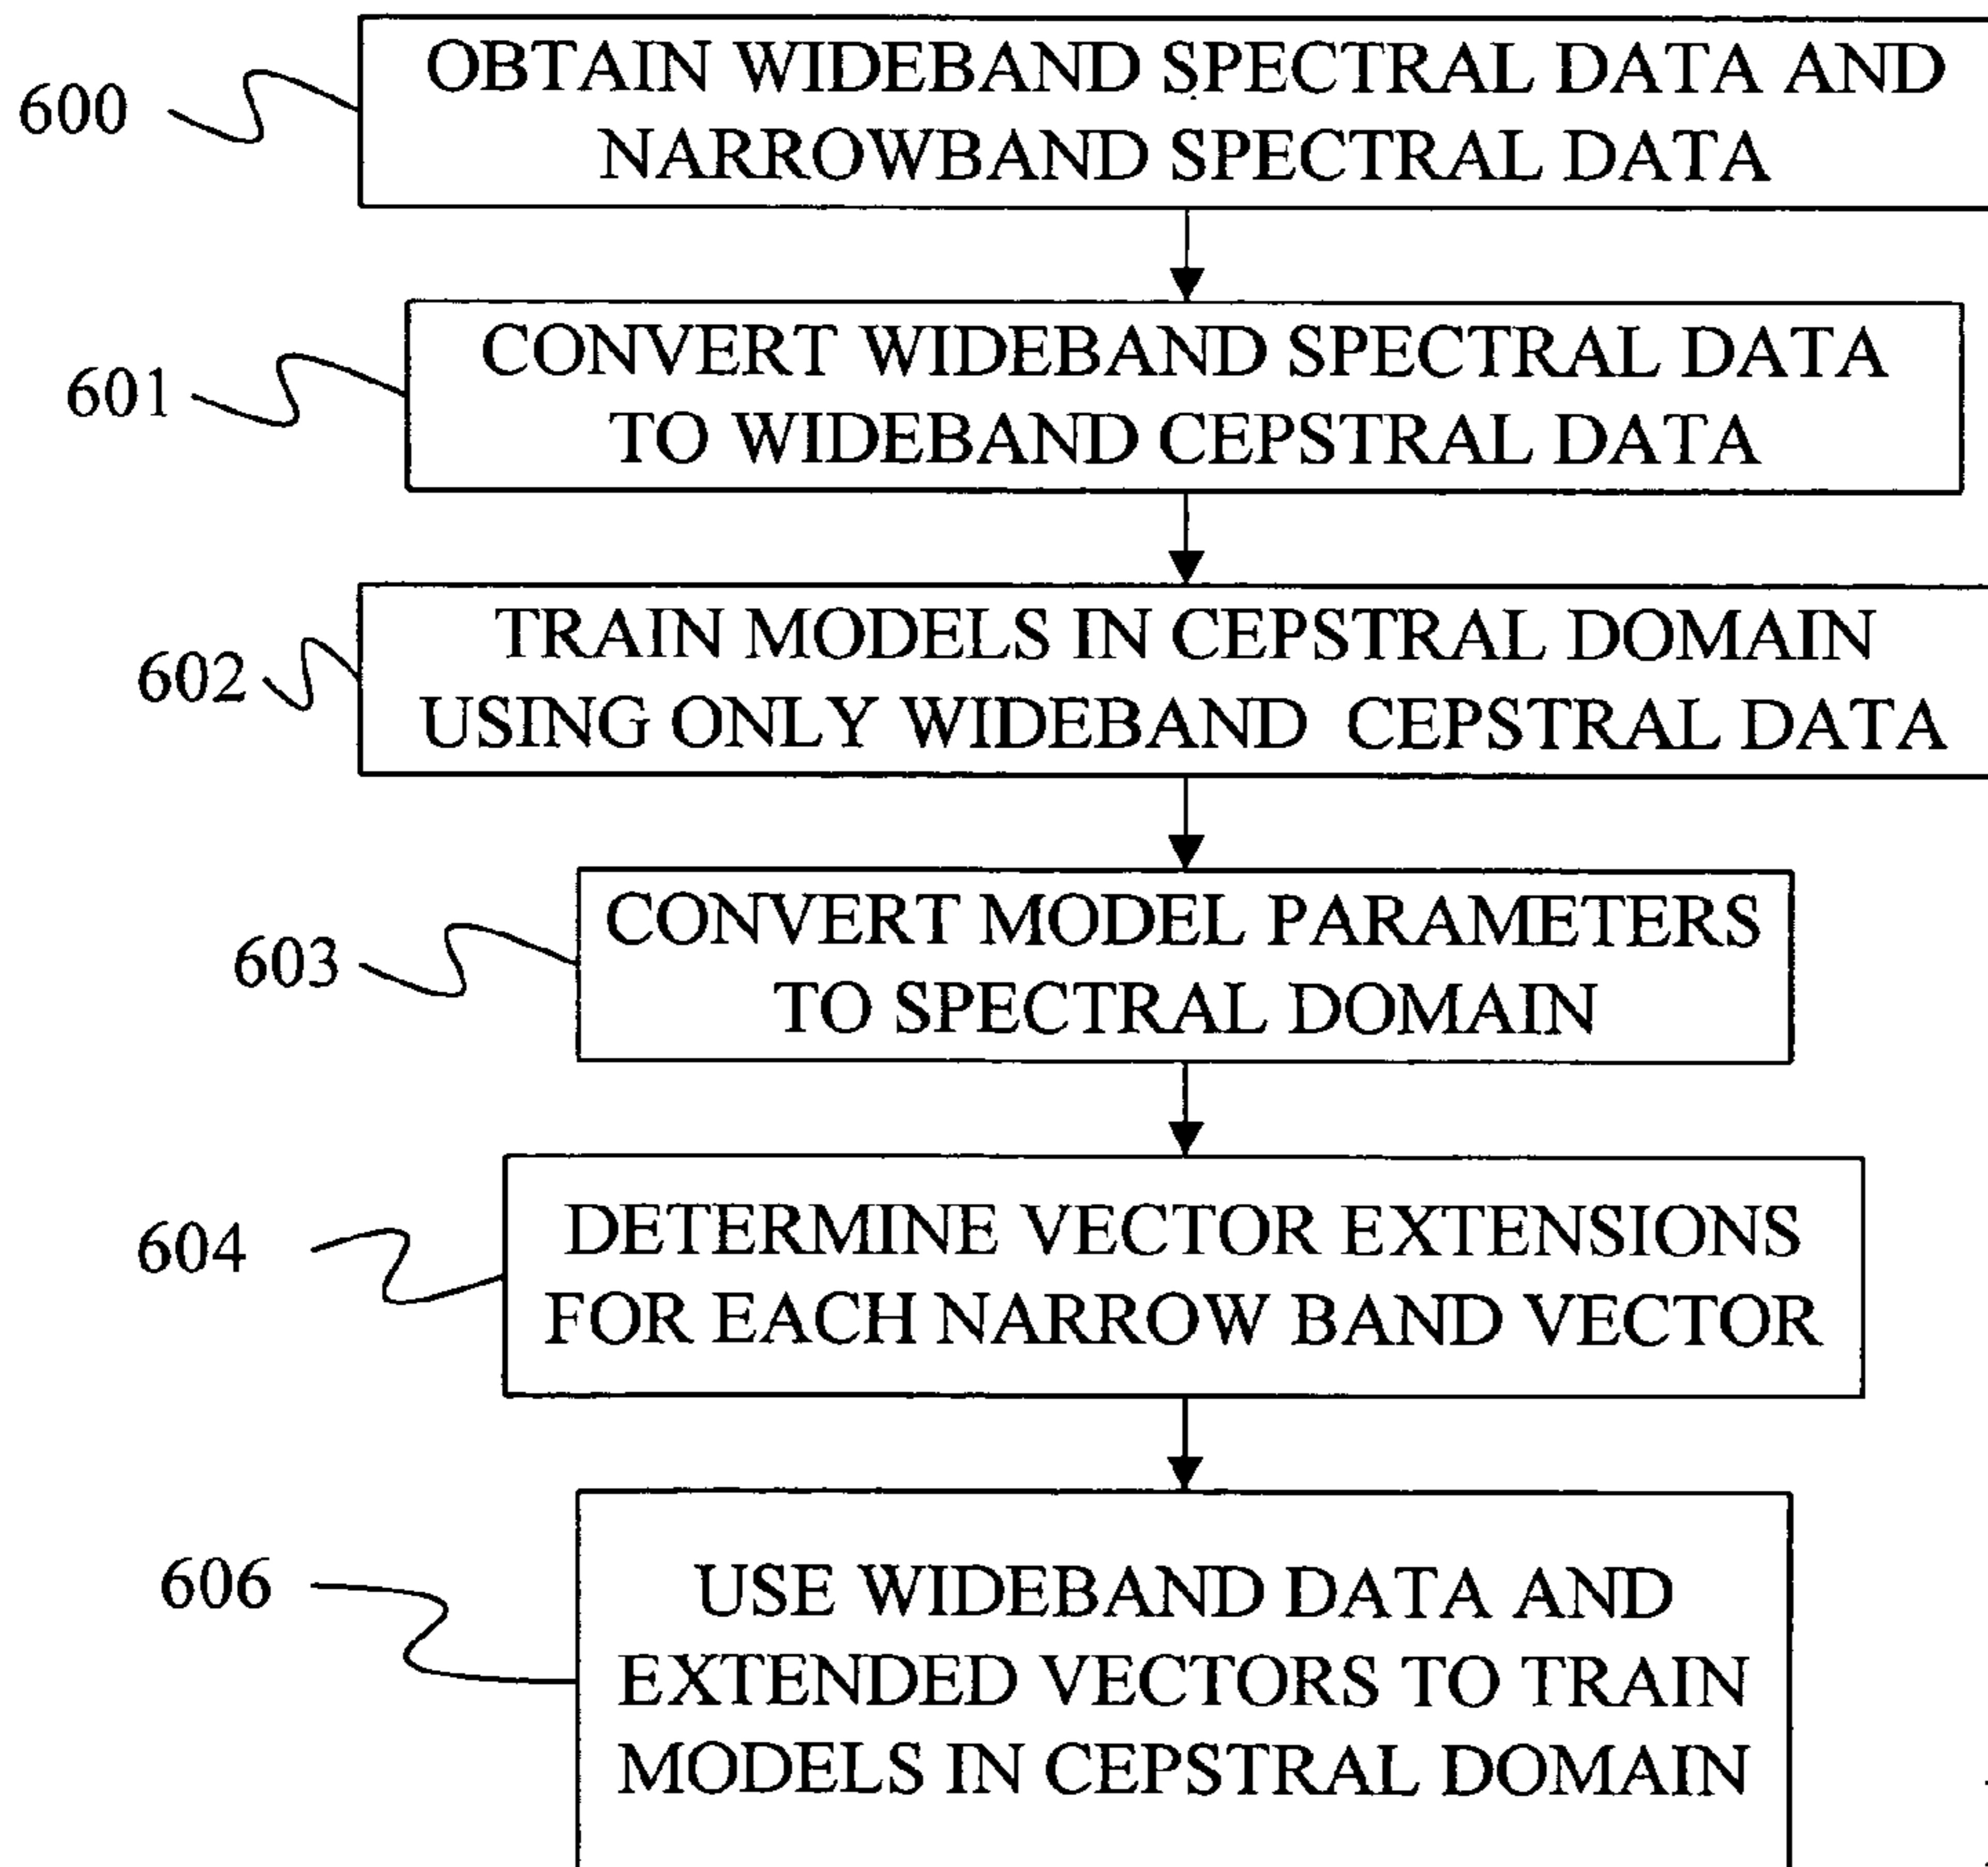 600
OBTAIN WIDEBAND SPECTRAL DATA AND
NARROWBAND SPECTRAL DATA
601
CONVERT WIDEBAND SPECTRAL DATA
TO WIDEBAND CEPSTRAL DATA
602
TRAIN MODELS IN CEPSTRAL DOMAIN
USING ONLY WIDEBAND CEPSTRAL DATA
603
CONVERT MODEL PARAMETERS
TO SPECTRAL DOMAIN
604
DETERMINE VECTOR EXTENSIONS
FOR EACH NARROW BAND VECTOR
606
USE WIDEBAND DATA AND
EXTENDED VECTORS TO TRAIN
MODELS IN CEPSTRAL DOMAIN